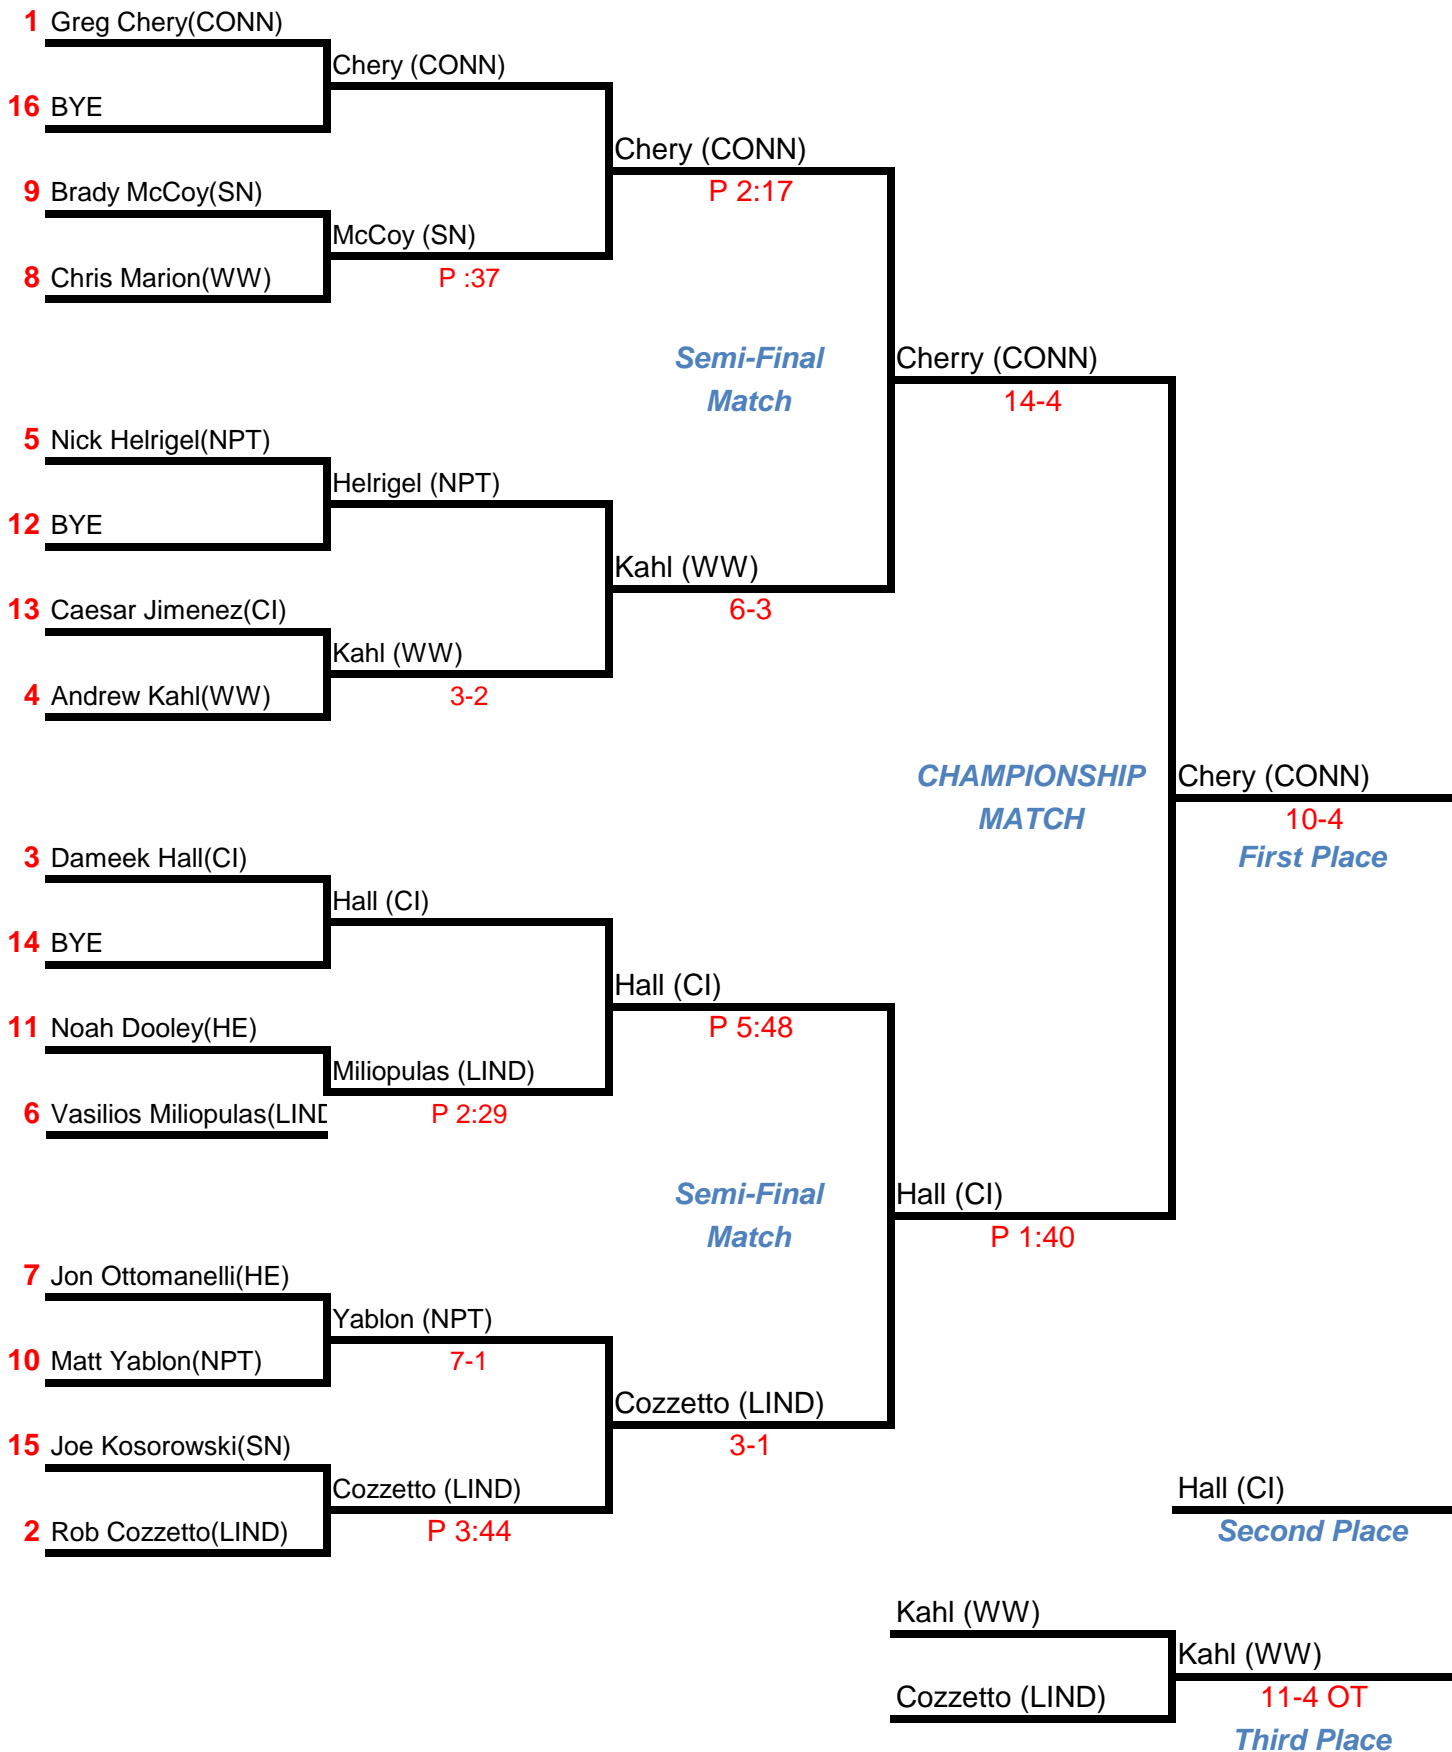 1 Greg Chery(CONN)
Chery (CONN)
16 BYE
Chery (CONN)
P 2:17
9 Brady McCoy(SN)
McCoy (SN)
P :37
8 Chris Marion(WW)
Semi-Final
Match
Cherry (CONN)
14-4
5 Nick Helrigel(NPT)
Helrigel (NPT)
12 BYE
Kahl (WW)
6-3
13 Caesar Jimenez(CI)
Kahl (WW)
3-2
4 Andrew Kahl(WW)
CHAMPIONSHIP
MATCH
Chery (CONN)
10-4
First Place
3 Dameek Hall(CI)
Hall (CI)
14 BYE
Hall (CI)
P 5:48
11 Noah Dooley(HE)
Miliopulas (LIND)
P 2:29
6 Vasilios Miliopulas(LIND
Semi-Final
Match
Hall (CI)
P 1:40
7 Jon Ottomanelli(HE)
Yablon (NPT)
7-1
10 Matt Yablon(NPT)
Cozzetto (LIND)
3-1
15 Joe Kosorowski(SN)
Cozzetto (LIND)
P 3:44
2 Rob Cozzetto(LIND)
Hall (CI)
Second Place
Kahl (WW)
Kahl (WW)
11-4 OT
Cozzetto (LIND)
Third Place